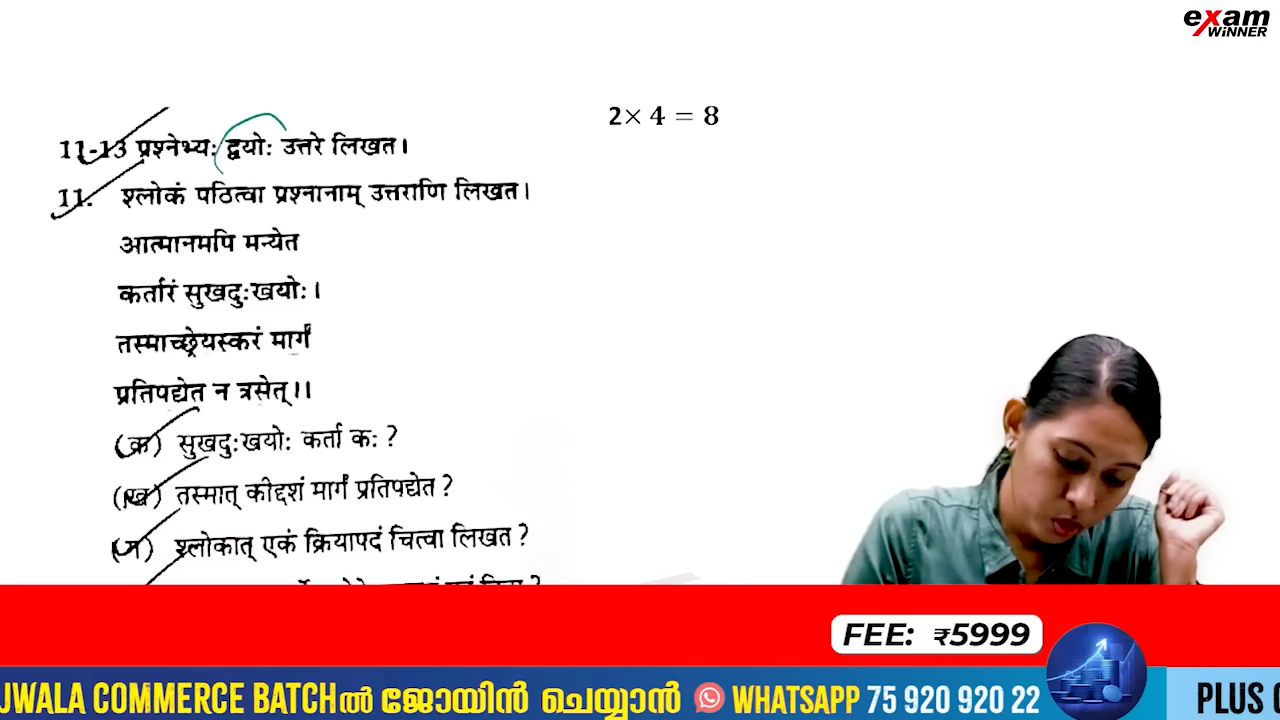 exam
WINNER
2× 4 = 8
11-13 प्रश्नेभ्यः द्वयोः उत्तरे लिखत।
11. श्लोकं पठित्वा प्रश्नानाम् उत्तराणि लिखत।
आत्मानमपि मन्येत
कर्तारं सुखदुःखयोः।
तस्माच्छ्रेयस्करं मार्गं
प्रतिपद्येत न त्रसेत्।।
(क) सुखदुःखयोः कर्ता कः ?
(ख) तस्मात् कीदृशं मार्गं प्रतिपद्येत ?
(ग) श्लोकात् एकं क्रियापदं चित्वा लिखत ?
FEE: ₹5999
JWALA COMMERCE BATCHൽ ജോയിൻ ചെയ്യാൻ WHATSAPP 75 920 920 22 PLUS